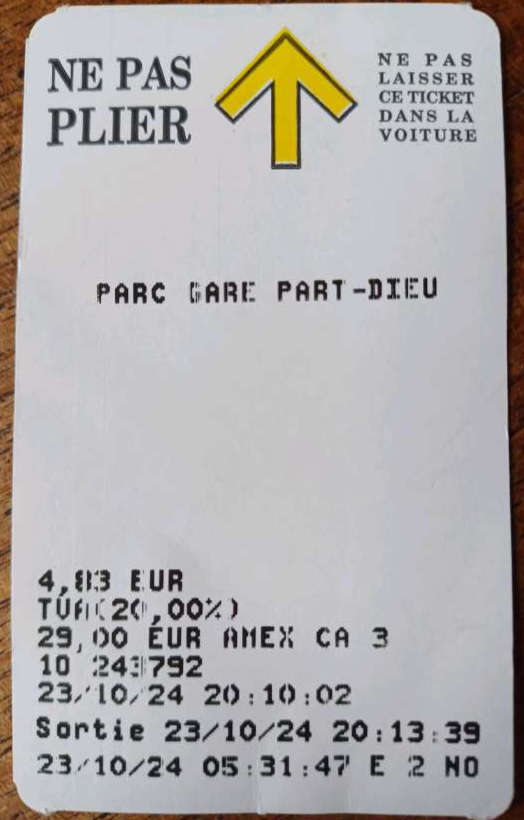 NE PAS
PLIER
NE PAS
LAISSER
CE TICKET
DANS LA
VOITURE
PARC GARE PART-DIEU
4,83 EUR
TVA(20,00%)
29,00 EUR AMEX CA 3
10
23/10/24 20:10:02
Sortie 23/10/24 20:13:39
23/10/24 05:31:47 E 2 NO